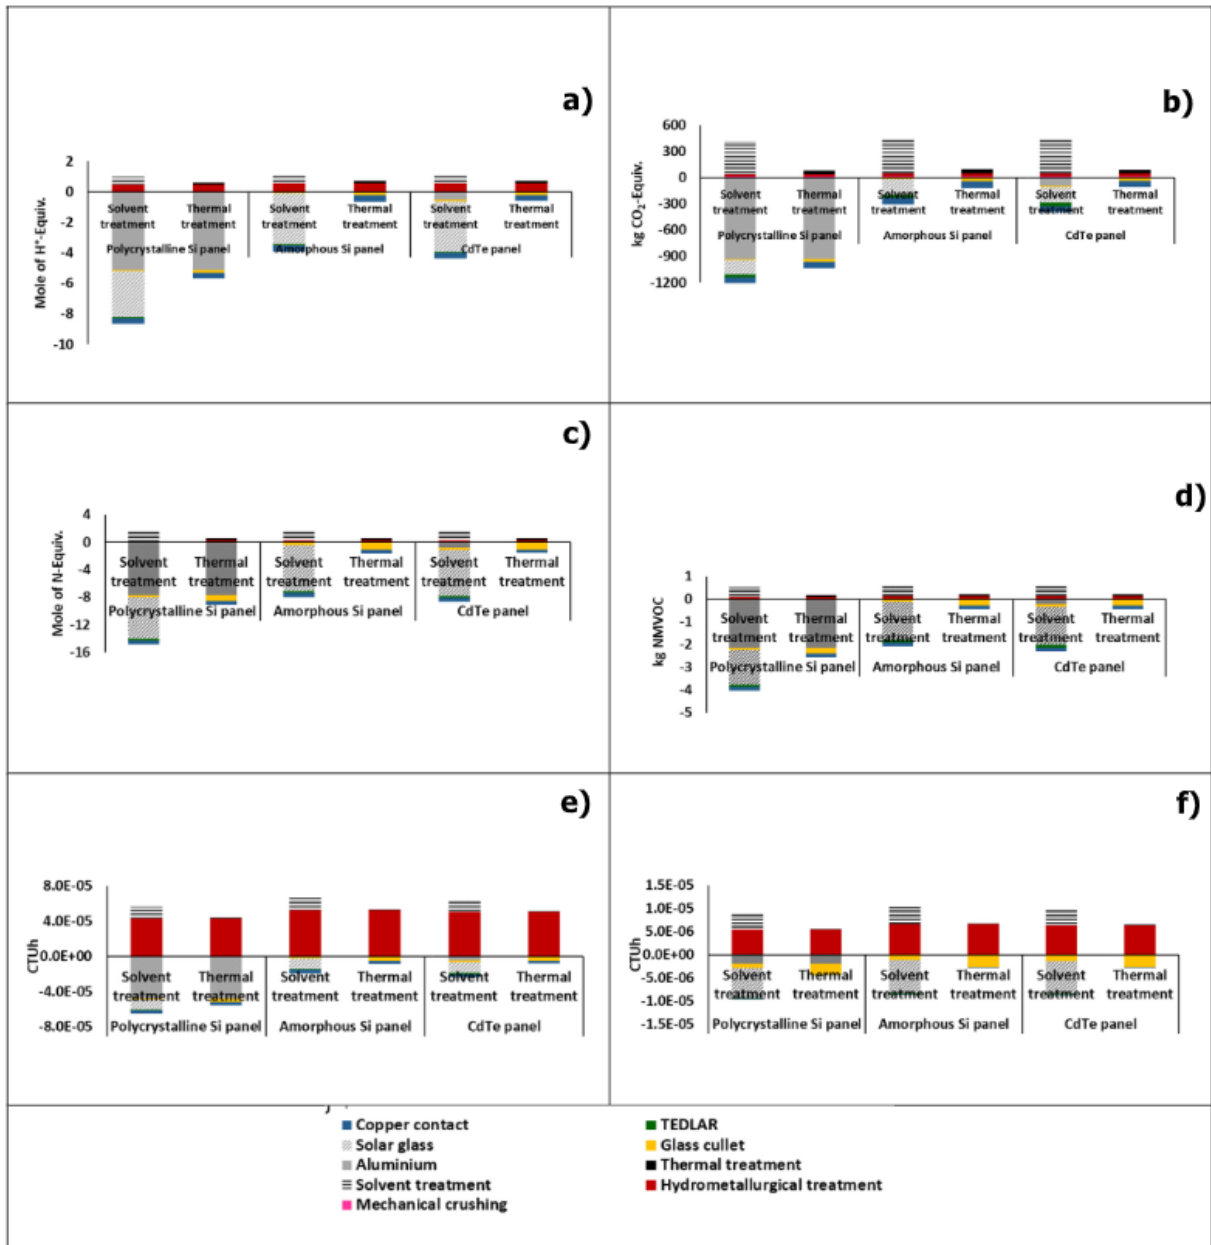 a)
2
0
-2
-4
-6
-8
-10
Mole of H⁺-Equiv.
Solvent treatment
Thermal treatment
Solvent treatment
Thermal treatment
Solvent treatment
Thermal treatment
Polycrystalline Si panel
Amorphous Si panel
CdTe panel
b)
600
300
0
-300
-600
-900
-1200
kg CO₂-Equiv.
Solvent treatment
Thermal treatment
Solvent treatment
Thermal treatment
Solvent treatment
Thermal treatment
Polycrystalline Si panel
Amorphous Si panel
CdTe panel
c)
4
0
-4
-8
-12
-16
Mole of N-Equiv.
Solvent treatment
Thermal treatment
Solvent treatment
Thermal treatment
Solvent treatment
Thermal treatment
Polycrystalline Si panel
Amorphous Si panel
CdTe panel
d)
1
0
-1
-2
-3
-4
-5
kg NMVOC
Solvent treatment
Thermal treatment
Solvent treatment
Thermal treatment
Solvent treatment
Thermal treatment
Polycrystalline Si panel
Amorphous Si panel
CdTe panel
e)
8.0E-05
4.0E-05
0.0E+00
-4.0E-05
-8.0E-05
CTUh
Solvent treatment
Thermal treatment
Solvent treatment
Thermal treatment
Solvent treatment
Thermal treatment
Polycrystalline Si panel
Amorphous Si panel
CdTe panel
f)
1.5E-05
1.0E-05
5.0E-06
0.0E+00
-5.0E-06
-1.0E-05
-1.5E-05
CTUh
Solvent treatment
Thermal treatment
Solvent treatment
Thermal treatment
Solvent treatment
Thermal treatment
Polycrystalline Si panel
Amorphous Si panel
CdTe panel
Copper contact
TEDLAR
Solar glass
Glass cullet
Aluminium
Thermal treatment
Solvent treatment
Hydrometallurgical treatment
Mechanical crushing